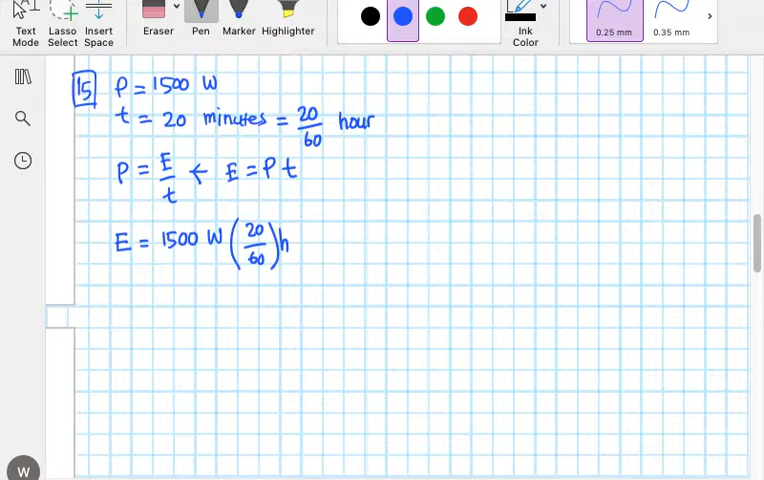 Text Mode
Lasso Select
Insert Space
Eraser
Pen
Marker
Highlighter
Ink Color
0.25 mm
0.35 mm
15 P = 1500 W
t = 20 minutes = 20/60 hour
P = E/t ← E = P t
E = 1500 W (20/60) h
W